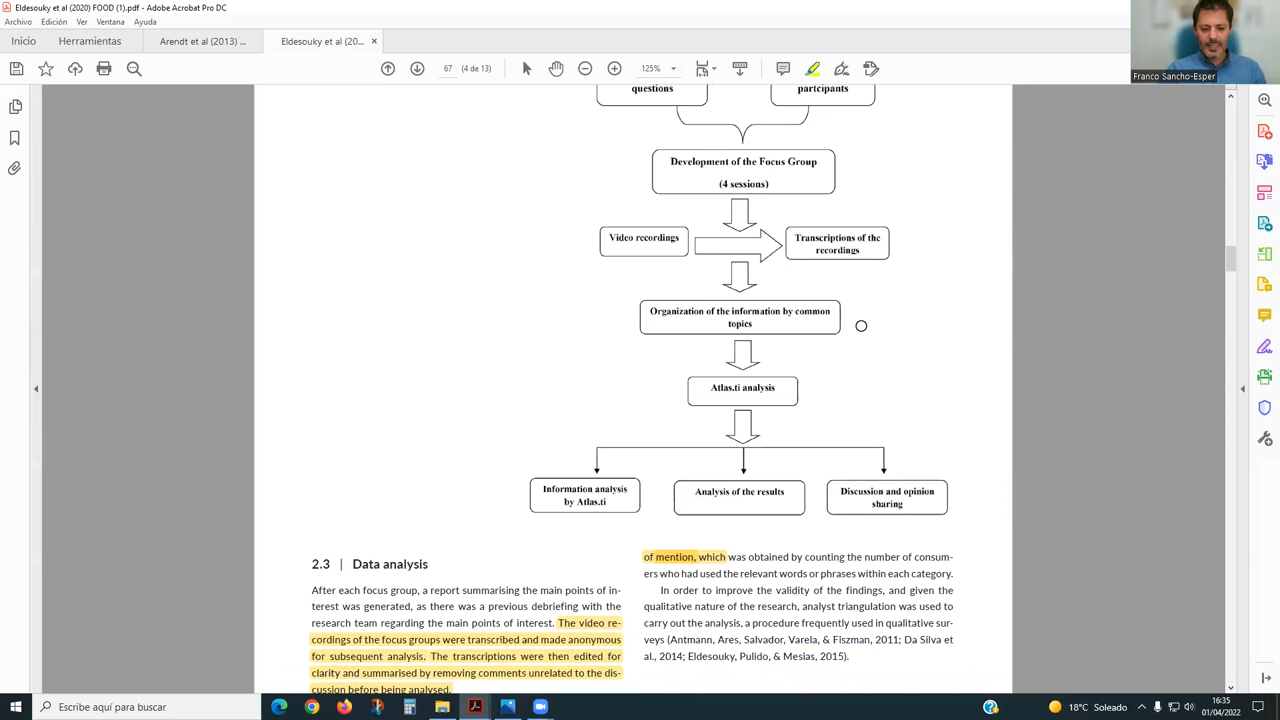 Eldesouky et al (2020) FOOD (1).pdf - Adobe Acrobat Pro DC
Archivo Edición Ver Ventana Ayuda
Inicio Herramientas Arendt et al (2013) ... Eldesouky et al (20... ×
67 (4 de 13) 125%
Franco Sancho-Esper
questions
partcipants
Development of the Focus Group
(4 sessions)
Video recordings
Transcriptions of the
recordings
Organization of the information by common
topics
Atlas.ti analysis
Information analysis
by Atlas.ti
Analysis of the results
Discussion and opinion
sharing
2.3 | Data analysis
After each focus group, a report summarising the main points of in-
terest was generated, as there was a previous debriefing with the
research team regarding the main points of interest. The video re-
cordings of the focus groups were transcribed and made anonymous
for subsequent analysis. The transcriptions were then edited for
clarity and summarised by removing comments unrelated to the dis-
cussion before being analysed.
of mention, which was obtained by counting the number of consum-
ers who had used the relevant words or phrases within each category.
In order to improve the validity of the findings, and given the
qualitative nature of the research, analyst triangulation was used to
carry out the analysis, a procedure frequently used in qualitative sur-
veys (Antmann, Ares, Salvador, Varela, & Fiszman, 2011; Da Silva et
al., 2014; Eldesouky, Pulido, & Mesias, 2015).
Escribe aquí para buscar
18°C Soleado
16:35
01/04/2022